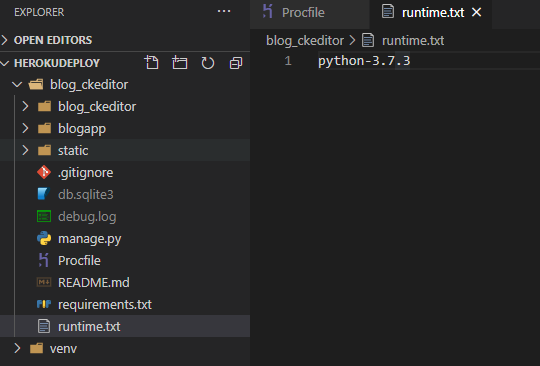 EXPLORER
OPEN EDITORS
HEROKUDEPLOY
blog_ckeditor
blog_ckeditor
blogapp
static
.gitignore
db.sqlite3
debug.log
manage.py
Procfile
README.md
requirements.txt
runtime.txt
venv
Procfile
runtime.txt
blog_ckeditor > runtime.txt
1 python-3.7.3